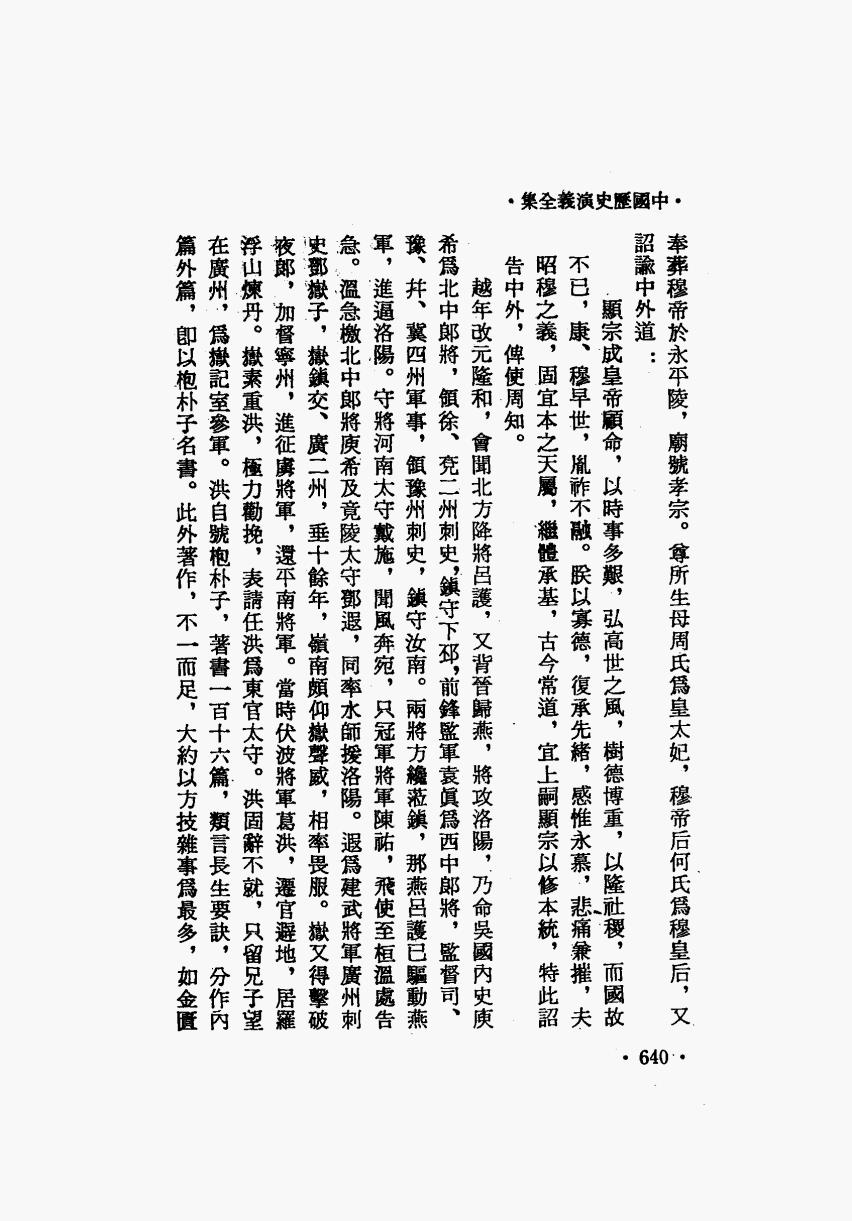 ·中國歷史演義全集·
奉葬穆帝於永平陵，廟號孝宗。尊所生母周氏爲皇太妃，穆帝后何氏爲穆皇后，又
詔諭中外道：
顯宗成皇帝顧命，以時事多艱，弘高世之風，樹德博重，以隆社稷，而國故
不已，康、穆早世，胤祚不融。朕以寡德，復承先緒，感惟永慕，悲痛兼摧，夫
昭穆之義，固宜本之天屬，繼體承基，古今常道，宜上嗣顯宗以修本統，特此詔
告中外，俾使周知。
越年改元隆和，會聞北方降將呂護，又背晉歸燕，將攻洛陽，乃命吳國內史庾
希爲北中郎將，領徐、兗二州刺史，鎮守下邳，前鋒監軍袁眞爲西中郎將，監督司、
豫、幷、冀四州軍事，領豫州刺史，鎮守汝南。兩將方纔蒞鎮，那燕呂護已驅動燕
軍，進逼洛陽。守將河南太守戴施，聞風奔宛，只冠軍將軍陳祐，飛使至桓溫處告
急。溫急檄北中郎將庾希及竟陵太守鄧遐，同率水師援洛陽。遐爲建武將軍廣州刺
史鄧嶽子，嶽鎮交、廣二州，垂十餘年，嶺南頗仰嶽聲威，相率畏服。嶽又得擊破
夜郎，加督寧州，進征虜將軍，還平南將軍。當時伏波將軍葛洪，遷官避地，居羅
浮山煉丹。嶽素重洪，極力勸挽，表請任洪爲東官太守。洪固辭不就，只留兄子望
在廣州，爲嶽記室參軍。洪自號枹朴子，著書一百十六篇，類言長生要訣，分作內
篇外篇，卽以枹朴子名書。此外著作，不一而足，大約以方技雜事爲最多，如金匱
·640·